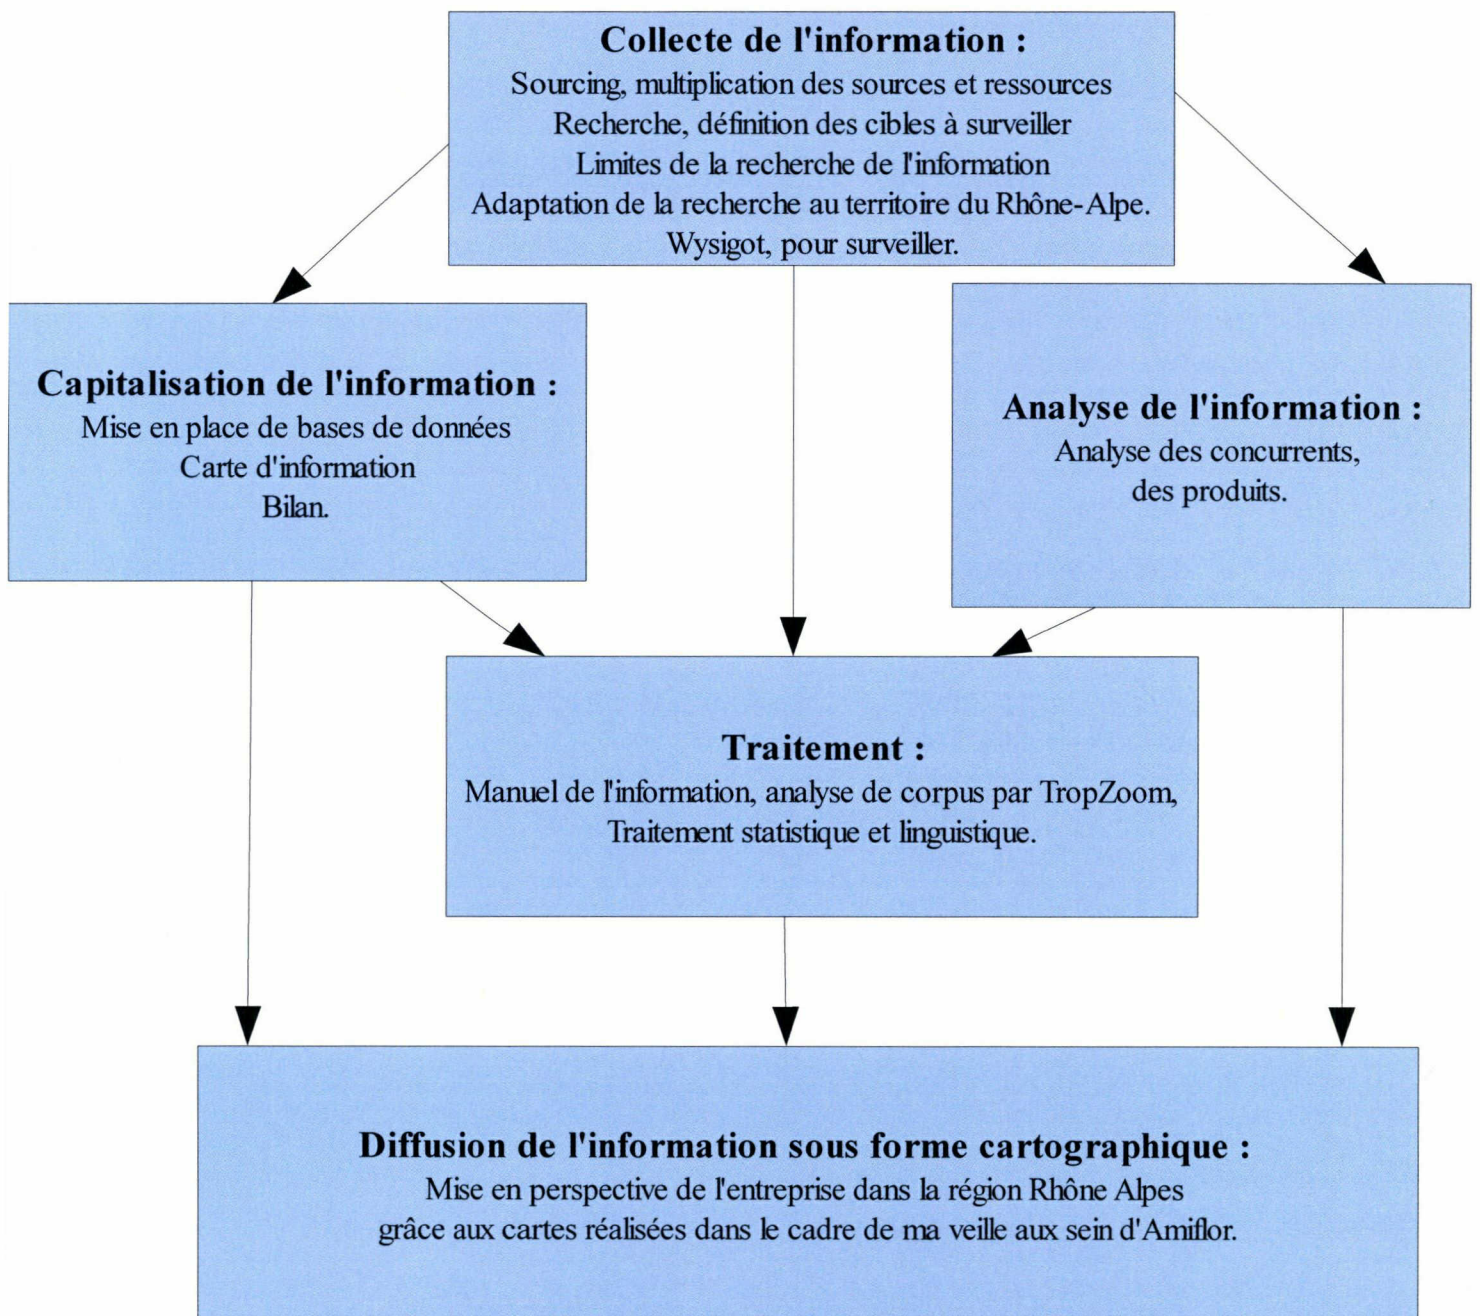 Collecte de l'information :
Sourcing, multiplication des sources et ressources
Recherche, définition des cibles à surveiller
Limites de la recherche de l'information
Adaptation de la recherche au territoire du Rhône-Alpe.
Wysigot, pour surveiller.
Capitalisation de l'information :
Mise en place de bases de données
Carte d'information
Bilan.
Analyse de l'information :
Analyse des concurrents,
des produits.
Traitement :
Manuel de l'information, analyse de corpus par TropZoom,
Traitement statistique et linguistique.
Diffusion de l'information sous forme cartographique :
Mise en perspective de l'entreprise dans la région Rhône Alpes
grâce aux cartes réalisées dans le cadre de ma veille aux sein d'Amiflor.